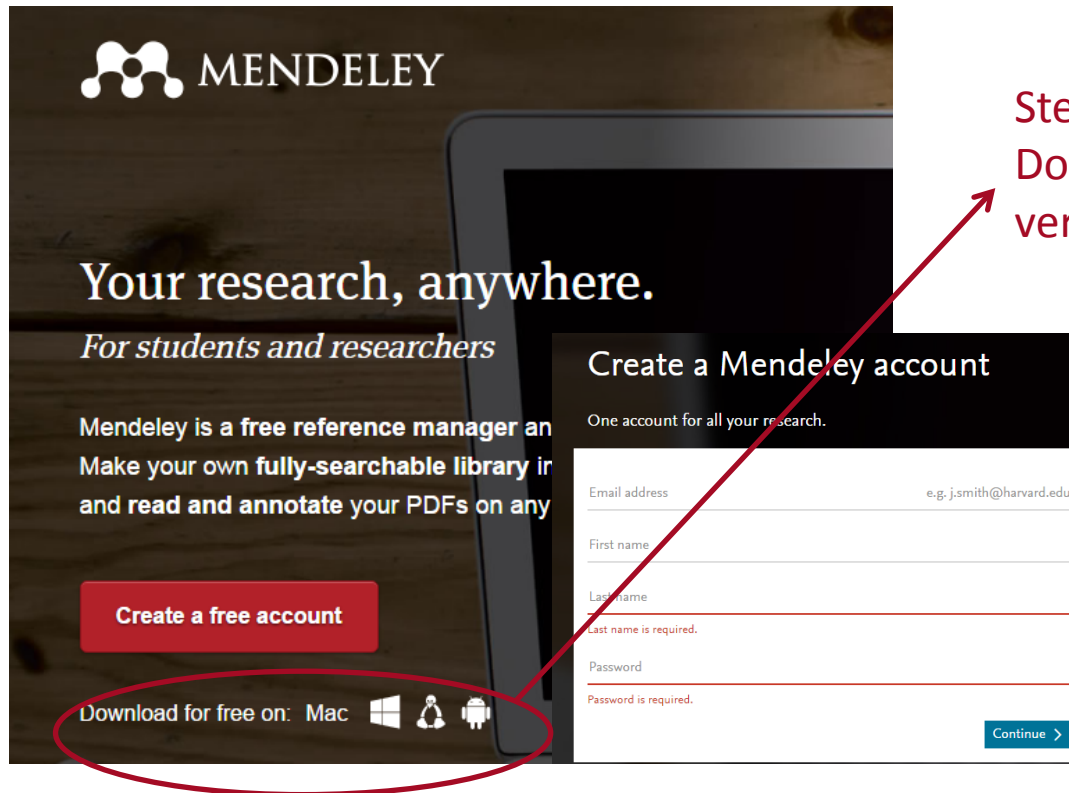 MENDELEY
Your research, anywhere.
For students and researchers
Mendeley is a free reference manager an
Make your own fully-searchable library in
and read and annotate your PDFs on any
Create a free account
Download for free on: Mac
Create a Mendeley account
One account for all your research.
Email address e.g. j.smith@harvard.edu
First name
Last name
Last name is required.
Password
Password is required.
Continue